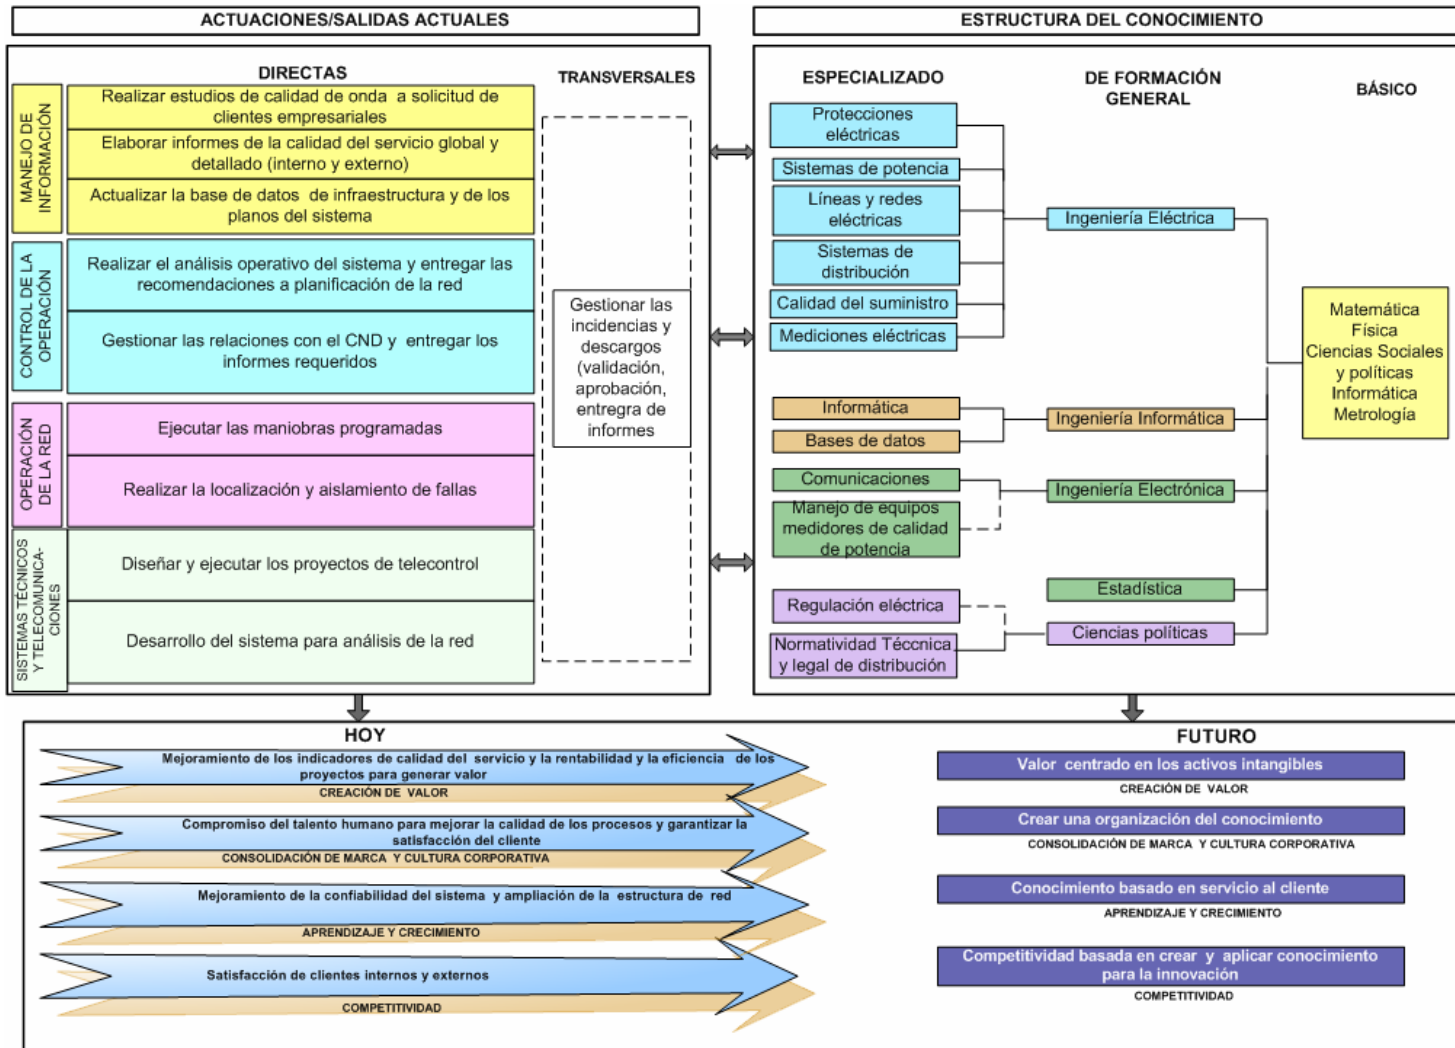 ACTUACIONES/SALIDAS ACTUALES
DIRECTAS
TRANSVERSALES
MANEJO DE
INFORMACIÓN
Realizar estudios de calidad de onda a solicitud de
clientes empresariales
Elaborar informes de la calidad del servicio global y
detallado (interno y externo)
Actualizar la base de datos de infraestructura y de los
planos del sistema
CONTROL DE LA
OPERACIÓN
Realizar el análisis operativo del sistema y entregar las
recomendaciones a planificación de la red
Gestionar las relaciones con el CND y entregar los
informes requeridos
OPERACIÓN
DE LA RED
Ejecutar las maniobras programadas
Realizar la localización y aislamiento de fallas
SISTEMAS TÉCNICOS
Y TELECOMUNICA-
CIONES
Diseñar y ejecutar los proyectos de telecontrol
Desarrollo del sistema para análisis de la red
Gestionar las
incidencias y
descargos
(validación,
aprobación,
entregra de
informes
ESTRUCTURA DEL CONOCIMIENTO
ESPECIALIZADO
DE FORMACIÓN
GENERAL
BÁSICO
Protecciones
eléctricas
Sistemas de potencia
Líneas y redes
eléctricas
Sistemas de
distribución
Calidad del suministro
Mediciones eléctricas
Informática
Bases de datos
Comunicaciones
Manejo de equipos
medidores de calidad
de potencia
Regulación eléctrica
Normatividad Téccnica
y legal de distribución
Ingeniería Eléctrica
Ingeniería Informática
Ingeniería Electrónica
Estadística
Ciencias políticas
Matemática
Física
Ciencias Sociales
y políticas
Informática
Metrología
HOY
Mejoramiento de los indicadores de calidad del servicio y la rentabilidad y la eficiencia de los
proyectos para generar valor
CREACIÓN DE VALOR
Compromiso del talento humano para mejorar la calidad de los procesos y garantizar la
satisfacción del cliente
CONSOLIDACIÓN DE MARCA Y CULTURA CORPORATIVA
Mejoramiento de la confiabilidad del sistema y ampliación de la estructura de red
APRENDIZAJE Y CRECIMIENTO
Satisfacción de clientes internos y externos
COMPETITIVIDAD
FUTURO
Valor centrado en los activos intangibles
CREACIÓN DE VALOR
Crear una organización del conocimiento
CONSOLIDACIÓN DE MARCA Y CULTURA CORPORATIVA
Conocimiento basado en servicio al cliente
APRENDIZAJE Y CRECIMIENTO
Competitividad basada en crear y aplicar conocimiento
para la innovación
COMPETITIVIDAD